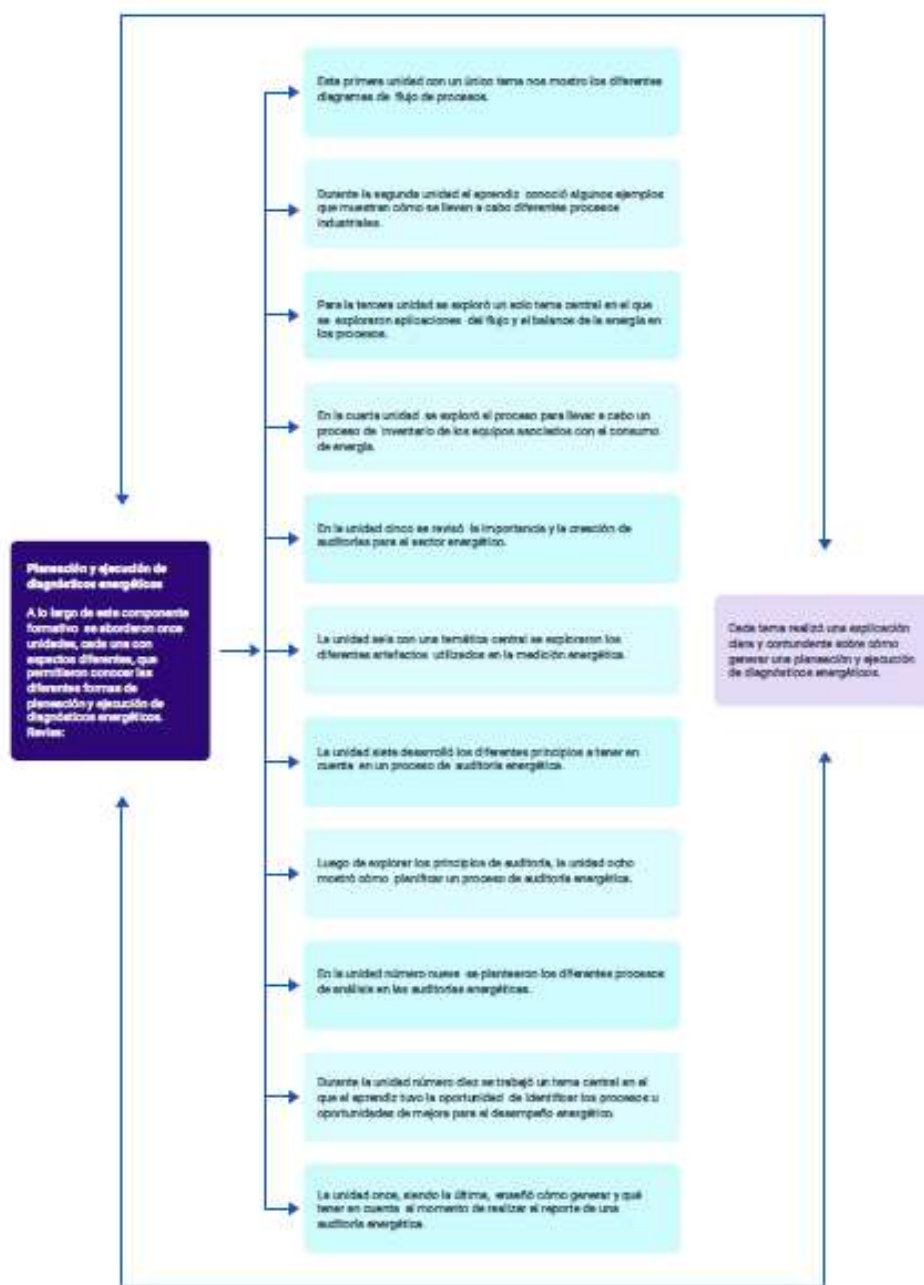 Esta primera unidad con un único tema nos mostro los diferentes
diagramas de flujo de procesos.
Durante la segunda unidad el aprendiz conoció algunos ejemplos
que muestran cómo se llevan a cabo diferentes procesos
industriales.
Para la tercera unidad se exploró un solo tema central en el que
se exploraron aplicaciones del flujo y el balance de la energía en
los procesos.
En la cuarta unidad se exploró el proceso para llevar a cabo un
proceso de inventario de los equipos asociados con el consumo
de energía.
En la unidad cinco se revisó la importancia y la creación de
auditorías para el sector energético.
Planeación y ejecución de
diagnósticos energéticos
A lo largo de este componente
formativo se abordaron once
unidades, cada una con
aspectos diferentes, que
permitieron conocer las
diferentes formas de
planeación y ejecución de
diagnósticos energéticos.
Revise:
La unidad seis con una temática central se exploraron los
diferentes artefactos utilizados en la medición energética.
La unidad siete desarrolló los diferentes principios a tener en
cuenta en un proceso de auditoría energética.
Luego de explorar los principios de auditoría, la unidad ocho
mostró cómo planificar un proceso de auditoría energética.
En la unidad número nueve se plantearon los diferentes procesos
de análisis en las auditorías energéticas.
Durante la unidad número diez se trabajó un tema central en el
que el aprendiz tuvo la oportunidad de identificar los procesos u
oportunidades de mejora para el desempeño energético.
La unidad once, siendo la última, enseñó cómo generar y qué
tener en cuenta al momento de realizar el reporte de una
auditoría energética.
Cada tema realizó una explicación
clara y contundente sobre cómo
generar una planeación y ejecución
de diagnósticos energéticos.